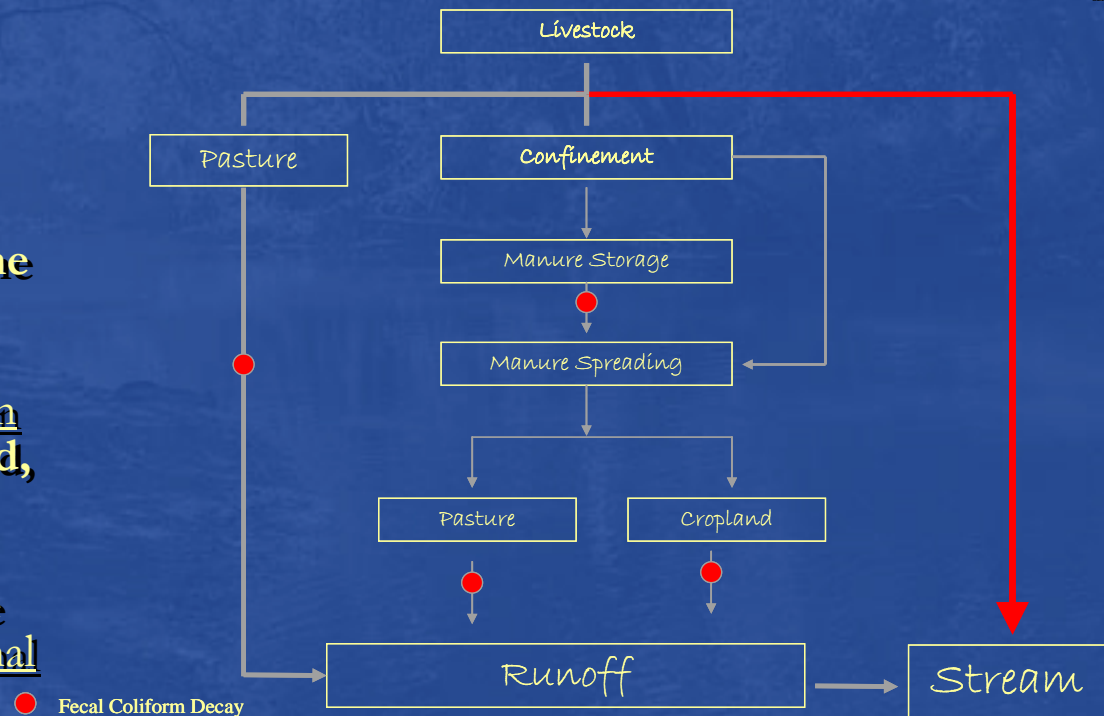 Livestock
Pasture
Confinement
Manure Storage
Manure Spreading
d,
Pasture
Cropland
Runoff
Stream
Fecal Coliform Decay